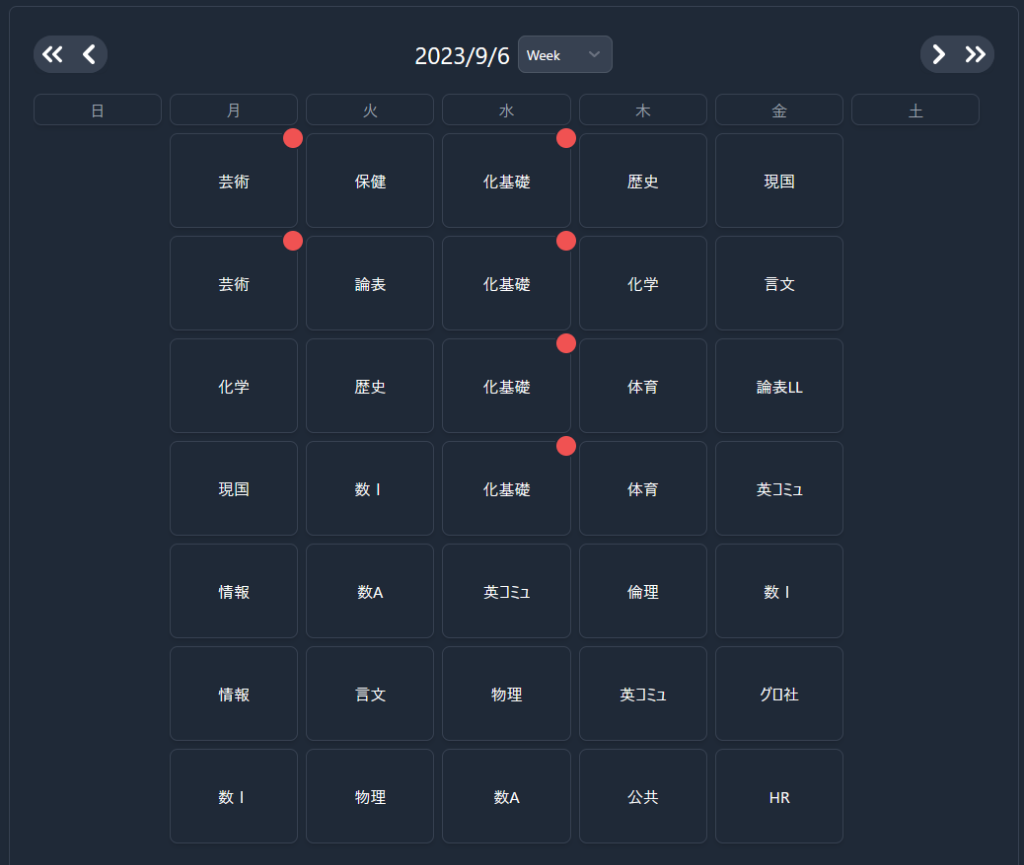 2023/9/6 Week
日 月 火 水 木 金 土
芸術 保健 化基礎 歴史 現国
芸術 論表 化基礎 化学 言文
化学 歴史 化基礎 体育 論表LL
現国 数Ⅰ 化基礎 体育 英ｺﾐｭ
情報 数A 英ｺﾐｭ 倫理 数Ⅰ
情報 言文 物理 英ｺﾐｭ ｸﾞﾛ社
数Ⅰ 物理 数A 公共 HR